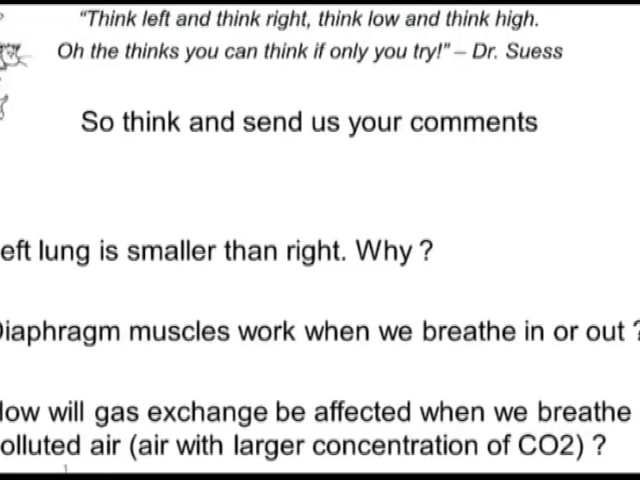 "Think left and think right, think low and think high.
Oh the thinks you can think if only you try!" – Dr. Suess
So think and send us your comments
eft lung is smaller than right. Why ?
Diaphragm muscles work when we breathe in or out ?
How will gas exchange be affected when we breathe
olluted air (air with larger concentration of CO2) ?
1